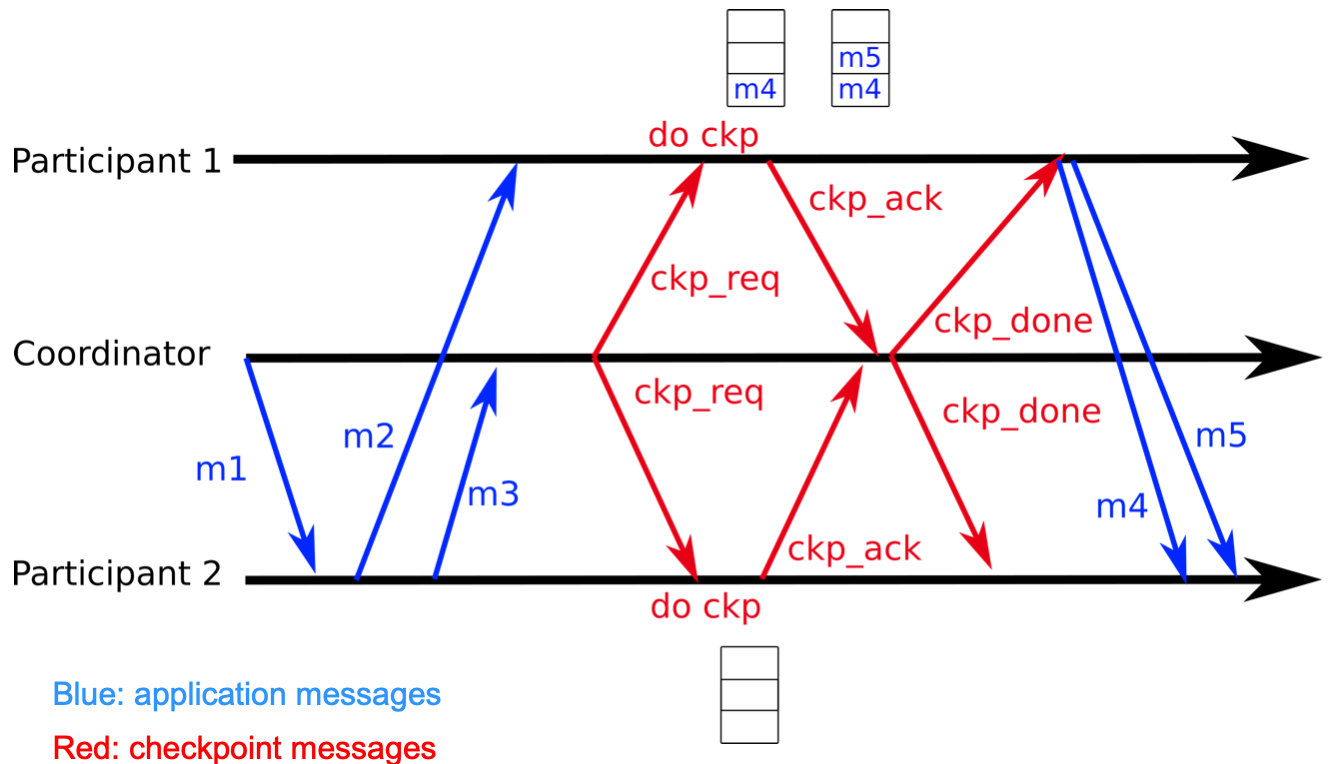 m5
m4 m4
do ckp
Participant 1
ckp_ack
ckp_req
ckp_done
Coordinator
ckp_req
ckp_done
m2
m5
m1
m3
m4
ckp_ack
Participant 2
do ckp
Blue: application messages
Red: checkpoint messages